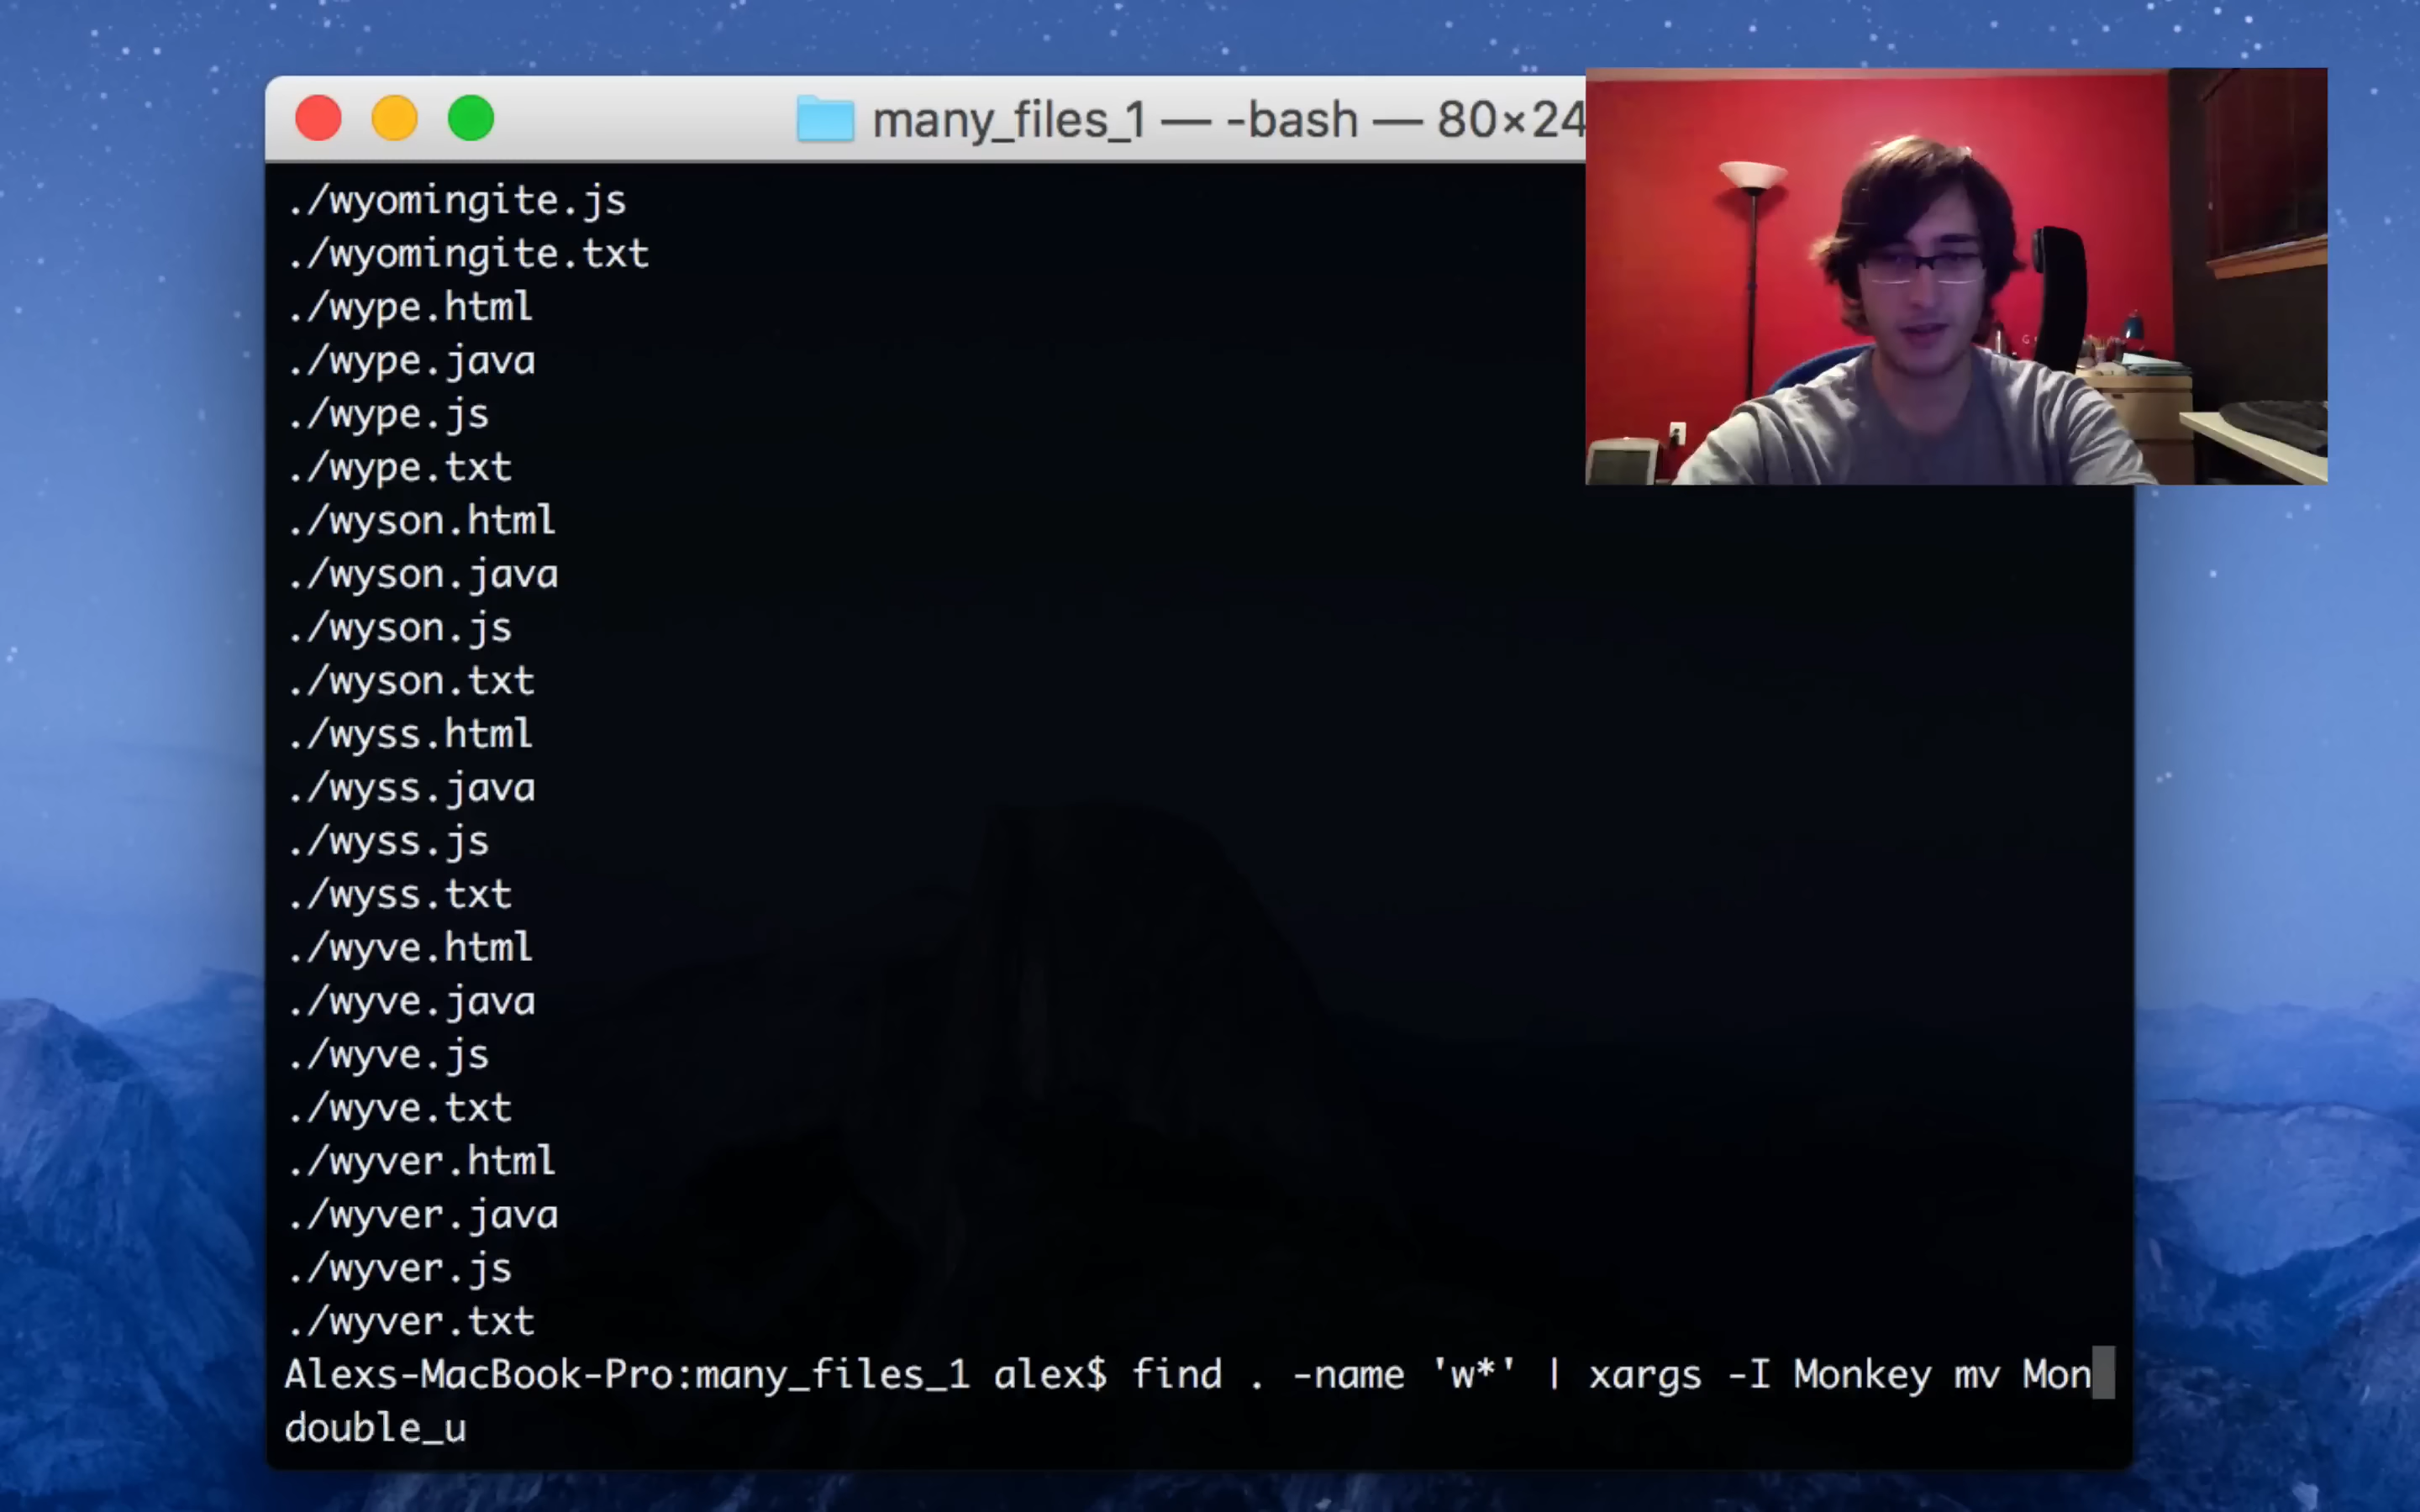 many_files_1 — -bash — 80×24
./wyomingite.js
./wyomingite.txt
./wype.html
./wype.java
./wype.js
./wype.txt
./wyson.html
./wyson.java
./wyson.js
./wyson.txt
./wyss.html
./wyss.java
./wyss.js
./wyss.txt
./wyve.html
./wyve.java
./wyve.js
./wyve.txt
./wyver.html
./wyver.java
./wyver.js
./wyver.txt
Alexs-MacBook-Pro:many_files_1 alex$ find . -name 'w*' | xargs -I Monkey mv Mon
double_u